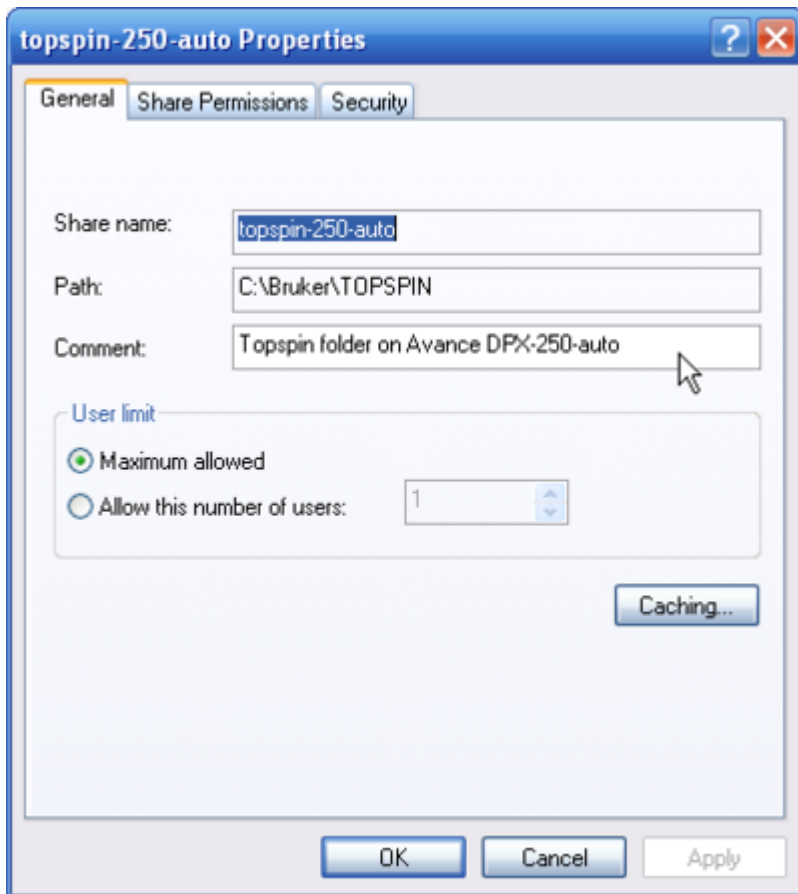 topspin-250-auto Properties
General Share Permissions Security
Share name: topspin-250-auto
Path: C:\Bruker\TOPSPIN
Comment: Topspin folder on Avance DPX-250-auto
User limit
Maximum allowed
Allow this number of users: 1
Caching...
OK Cancel Apply